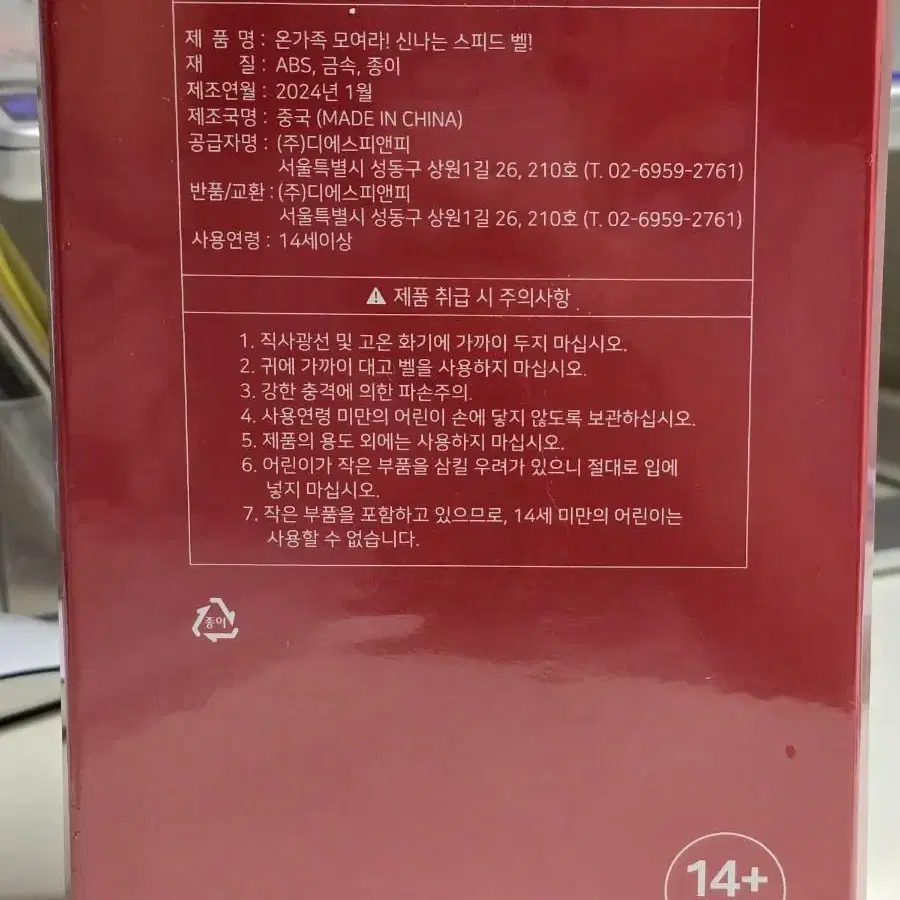 제 품 명 : 온가족 모여라! 신나는 스피드 벨!
재 질 : ABS, 금속, 종이
제조연월 : 2024년 1월
제조국명 : 중국 (MADE IN CHINA)
공급자명 : (주)디에스피앤피
서울특별시 성동구 상원1길 26, 210호 (T. 02-6959-2761)
반품/교환 : (주)디에스피앤피
서울특별시 성동구 상원1길 26, 210호 (T. 02-6959-2761)
사용연령 : 14세이상
제품 취급 시 주의사항
1. 직사광선 및 고온 화기에 가까이 두지 마십시오.
2. 귀에 가까이 대고 벨을 사용하지 마십시오.
3. 강한 충격에 의한 파손주의.
4. 사용연령 미만의 어린이 손에 닿지 않도록 보관하십시오.
5. 제품의 용도 외에는 사용하지 마십시오.
6. 어린이가 작은 부품을 삼킬 우려가 있으니 절대로 입에
넣지 마십시오.
7. 작은 부품을 포함하고 있으므로, 14세 미만의 어린이는
사용할 수 없습니다.
종이
14+